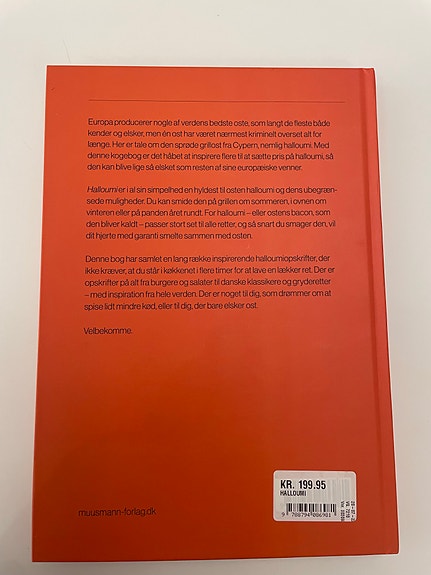 Europa producerer nogle af verdens bedste oste, som langt de fleste både
kender og elsker, men én ost har været nærmest kriminelt overset alt for
længe. Her er tale om den sprøde grillost fra Cypern, nemlig halloumi. Med
denne kogebog er det håbet at inspirere flere til at sætte pris på halloumi, så
den kan blive lige så elsket som resten af sine europæiske venner.
Halloumi er i al sin simpelhed en hyldest til osten halloumi og dens ubegræn-
sede muligheder. Du kan smide den på grillen om sommeren, i ovnen om
vinteren eller på panden året rundt. For halloumi – eller ostens bacon, som
den bliver kaldt – passer stort set til alle retter, og så snart du smager den, vil
dit hjerte med garanti smelte sammen med osten.
Denne bog har samlet en lang række inspirerende halloumiopskrifter, der
ikke kræver, at du står i køkkenet i flere timer for at lave en lækker ret. Der er
opskrifter på alt fra burgere og salater til danske klassikere og gryderetter
– med inspiration fra hele verden. Der er noget til dig, som drømmer om at
spise lidt mindre kød, eller til dig, der bare elsker ost.
Velbekomme.
KR. 199.95
HALLOUMI
9 788794 086981
muusmann-forlag.dk